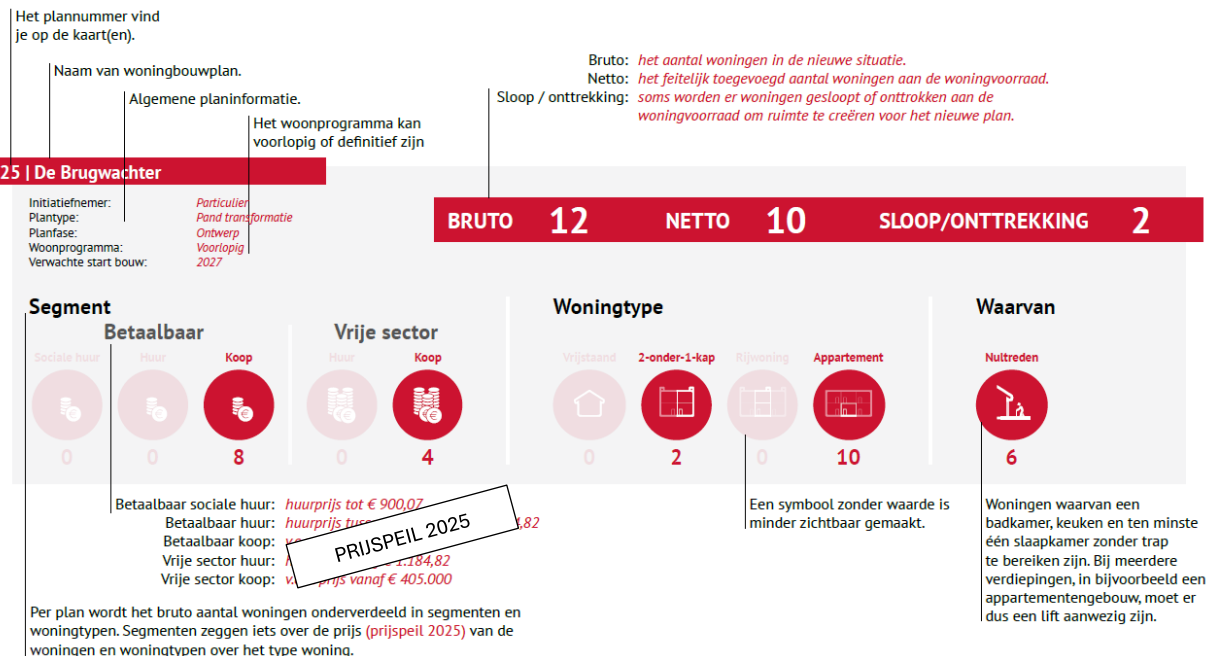 Het plannummer vind
je op de kaart(en).
Naam van woningbouwplan.
Algemene planinformatie.
Het woonprogramma kan
voorlopig of definitief zijn
Bruto: het aantal woningen in de nieuwe situatie.
Netto: het feitelijk toegevoegd aantal woningen aan de woningvoorraad.
Sloop / onttrekking: soms worden er woningen gesloopt of onttrokken aan de
woningvoorraad om ruimte te creëren voor het nieuwe plan.
25 | De Brugwachter
Initiatiefnemer: Particulier
Plantype: Pand transformatie
Planfase: Ontwerp
Woonprogramma: Voorlopig
Verwachte start bouw: 2027
BRUTO 12 NETTO 10 SLOOP/ONTTREKKING 2
Segment
Betaalbaar
Vrije sector
Sociale huur Huur Koop Huur Koop
0 0 8 0 4
Woningtype
Vrijstaand 2-onder-1-kap Rijwoning Appartement
0 2 0 10
Waarvan
Nultreden
6
Betaalbaar sociale huur: huurprijs tot € 900,07
Betaalbaar huur: huurprijs ,82
Betaalbaar koop:
Vrije sector huur: € 1.184,82
Vrije sector koop: vanaf € 405.000
PRIJSPEIL 2025
Een symbool zonder waarde is
minder zichtbaar gemaakt.
Woningen waarvan een
badkamer, keuken en ten minste
één slaapkamer zonder trap
te bereiken zijn. Bij meerdere
verdiepingen, in bijvoorbeeld een
appartementengebouw, moet er
dus een lift aanwezig zijn.
Per plan wordt het bruto aantal woningen onderverdeeld in segmenten en
woningtypen. Segmenten zeggen iets over de prijs (prijspeil 2025) van de
woningen en woningtypen over het type woning.